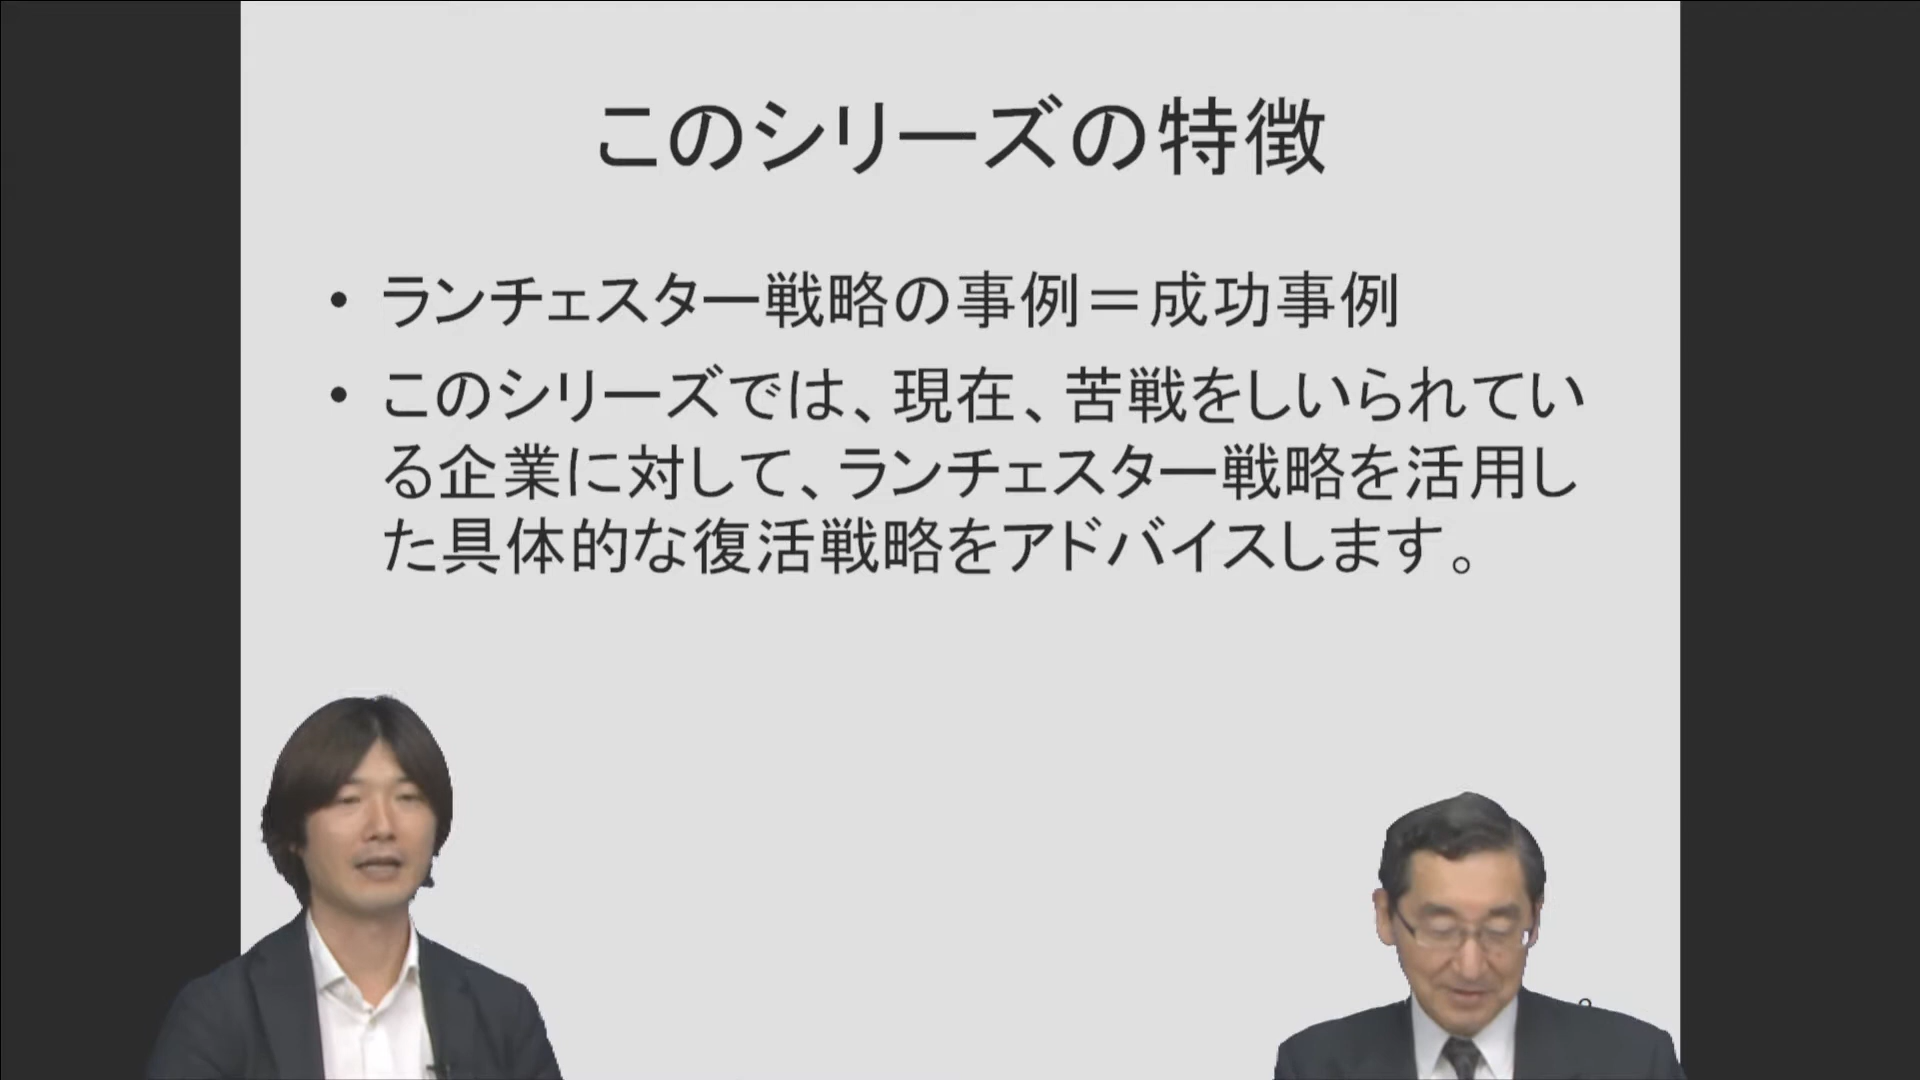 このシリーズの特徴
• ランチェスター戦略の事例＝成功事例
• このシリーズでは、現在、苦戦をしいられてい
る企業に対して、ランチェスター戦略を活用し
た具体的な復活戦略をアドバイスします。